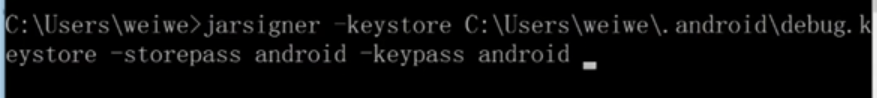 C:\Users\weiwe>jarsigner -keystore C:\Users\weiwe\.android\debug.k
eystore -storepass android -keypass android